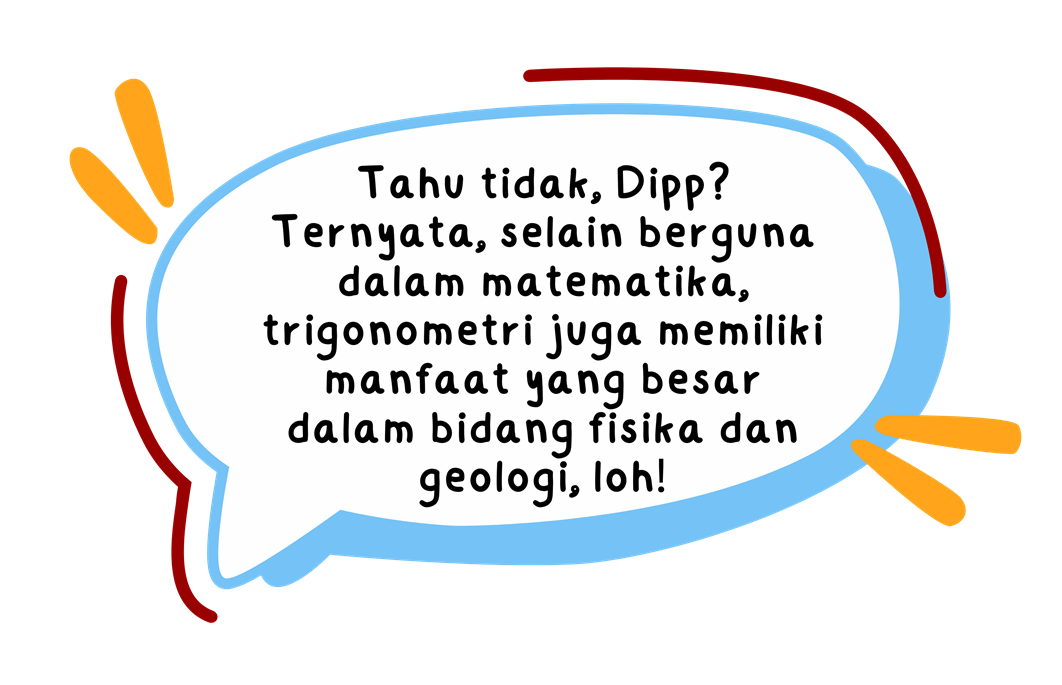 Tahu tidak, Dipp?
Ternyata, selain berguna
dalam matematika,
trigonometri juga memiliki
manfaat yang besar
dalam bidang fisika dan
geologi, loh!